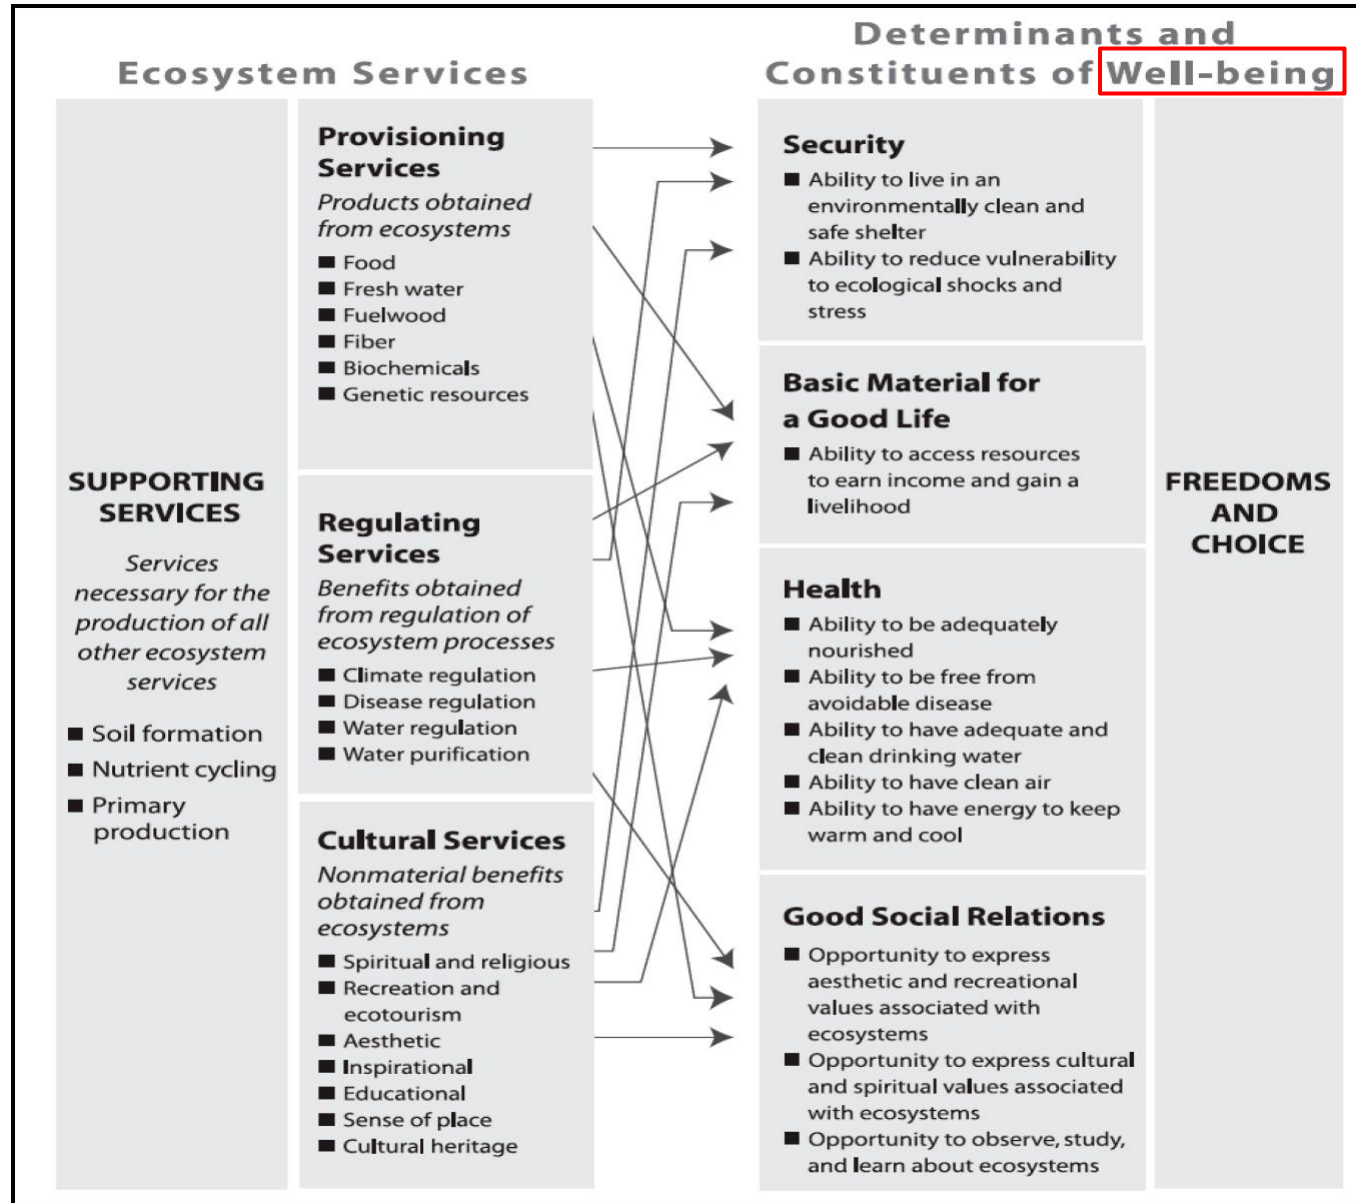 Ecosystem Services
Determinants and
Constituents of Well-being
SUPPORTING
SERVICES
Services
necessary for the
production of all
other ecosystem
services
■ Soil formation
■ Nutrient cycling
■ Primary
production
Provisioning
Services
Products obtained
from ecosystems
■ Food
■ Fresh water
■ Fuelwood
■ Fiber
■ Biochemicals
■ Genetic resources
Regulating
Services
Benefits obtained
from regulation of
ecosystem processes
■ Climate regulation
■ Disease regulation
■ Water regulation
■ Water purification
Cultural Services
Nonmaterial benefits
obtained from
ecosystems
■ Spiritual and religious
■ Recreation and
ecotourism
■ Aesthetic
■ Inspirational
■ Educational
■ Sense of place
■ Cultural heritage
Security
■ Ability to live in an
environmentally clean and
safe shelter
■ Ability to reduce vulnerability
to ecological shocks and
stress
Basic Material for
a Good Life
■ Ability to access resources
to earn income and gain a
livelihood
Health
■ Ability to be adequately
nourished
■ Ability to be free from
avoidable disease
■ Ability to have adequate and
clean drinking water
■ Ability to have clean air
■ Ability to have energy to keep
warm and cool
Good Social Relations
■ Opportunity to express
aesthetic and recreational
values associated with
ecosystems
■ Opportunity to express cultural
and spiritual values associated
with ecosystems
■ Opportunity to observe, study,
and learn about ecosystems
FREEDOMS
AND
CHOICE